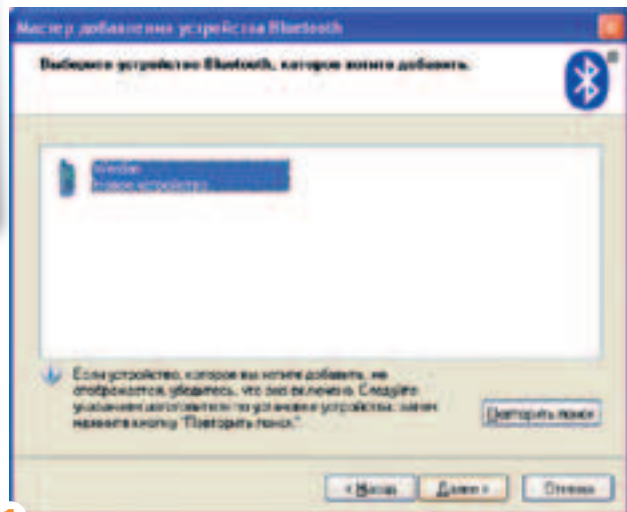 Мастер добавления устройства Bluetooth
Выберите устройство Bluetooth, которое хотите добавить.
Новое устройство
Если устройство, которое вы хотите добавить, не
отображается, убедитесь, что оно включено. Следуйте
указаниям изготовителя по установке устройства, затем
нажмите кнопку "Повторить поиск."
Повторить поиск
< Назад
Далее >
Отмена